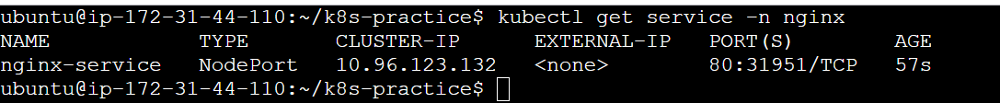 ubuntu@ip-172-31-44-110:~/k8s-practice$ kubectl get service -n nginx
NAME            TYPE       CLUSTER-IP      EXTERNAL-IP   PORT(S)        AGE
nginx-service   NodePort   10.96.123.132   <none>        80:31951/TCP   57s
ubuntu@ip-172-31-44-110:~/k8s-practice$